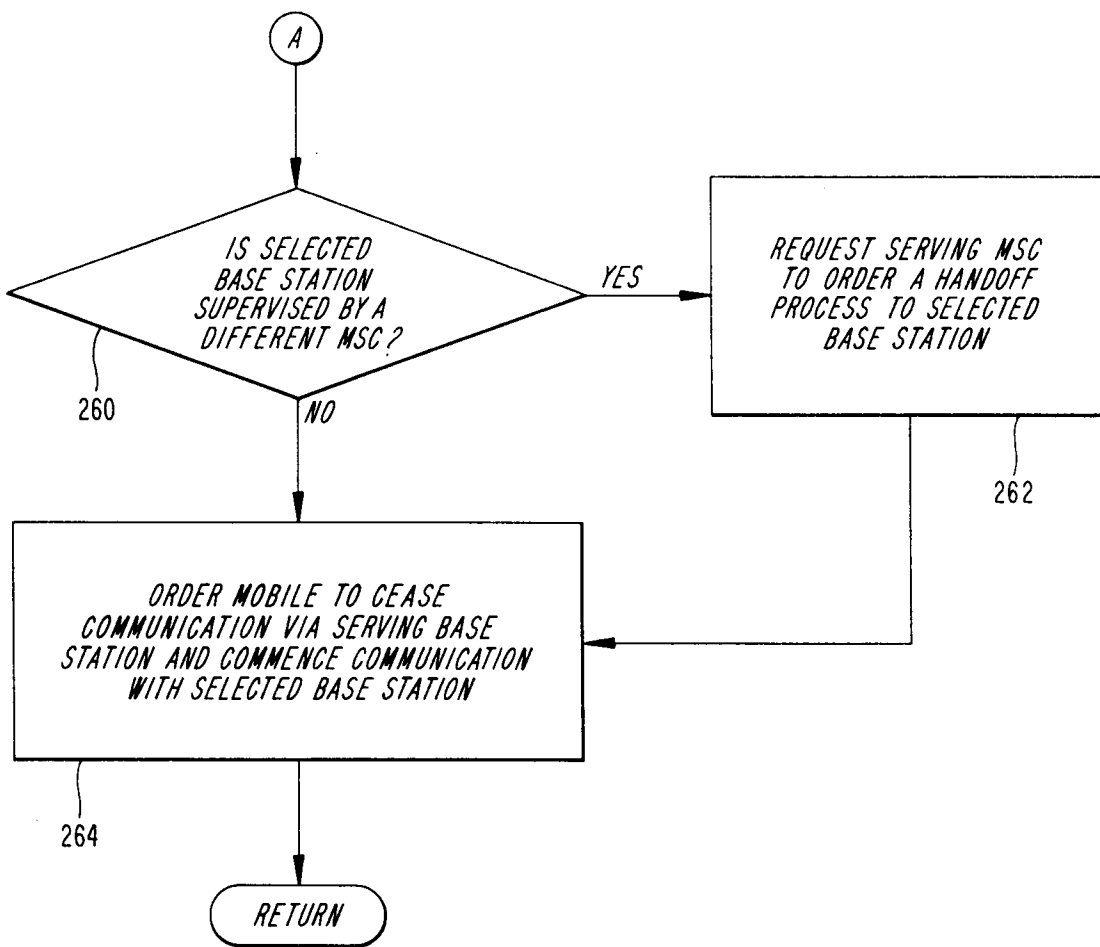 A
IS SELECTED
BASE STATION
SUPERVISED BY A
DIFFERENT MSC?
260
YES
REQUEST SERVING MSC
TO ORDER A HANDOFF
PROCESS TO SELECTED
BASE STATION
262
NO
ORDER MOBILE TO CEASE
COMMUNICATION VIA SERVING BASE
STATION AND COMMENCE COMMUNICATION
WITH SELECTED BASE STATION
264
RETURN